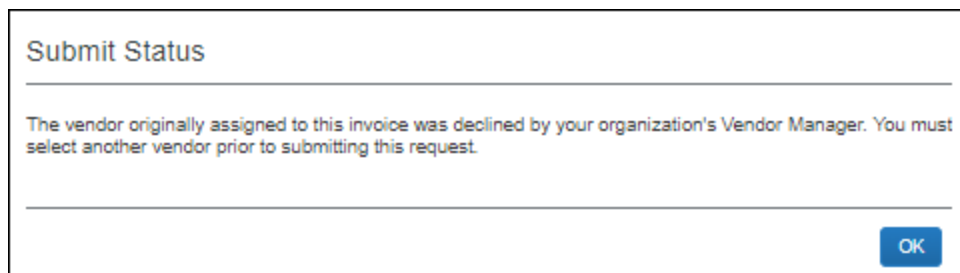 Submit Status
The vendor originally assigned to this invoice was declined by your organization's Vendor Manager. You must
select another vendor prior to submitting this request.
OK